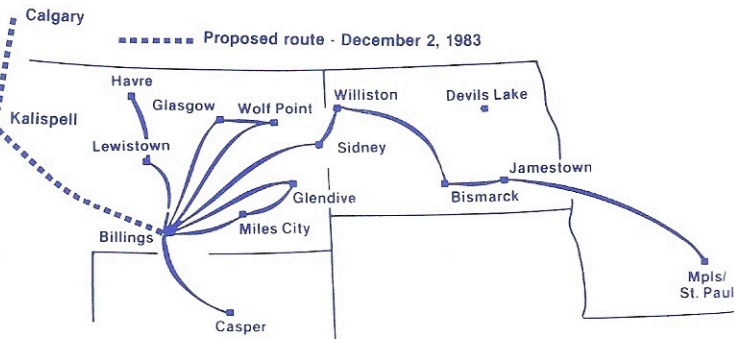 Calgary
Proposed route - December 2, 1983
Havre
Williston
Devils Lake
Glasgow
Wolf Point
Kalispell
Lewistown
Sidney
Jamestown
Glendive
Bismarck
Billings
Miles City
Mpls/
St. Paul
Casper